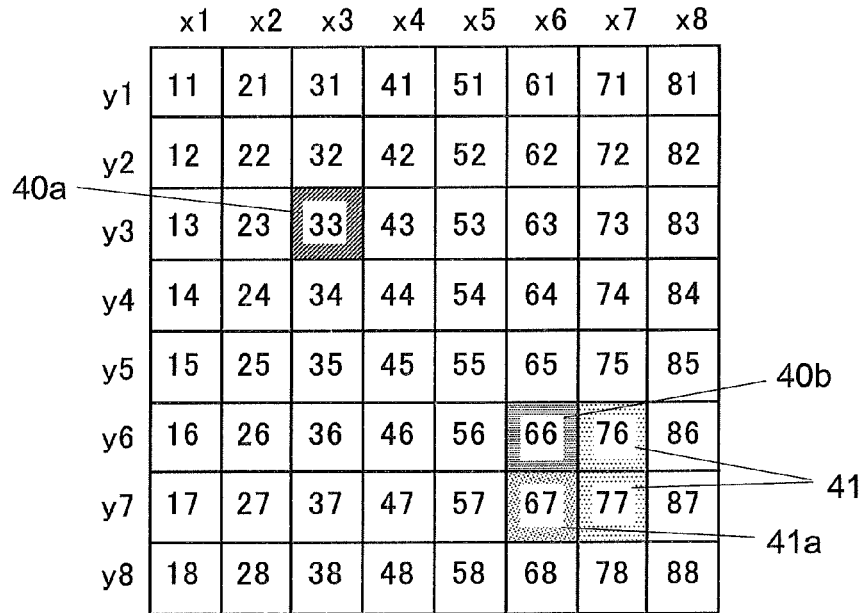 x1 x2 x3 x4 x5 x6 x7 x8
y1 11 21 31 41 51 61 71 81
y2 12 22 32 42 52 62 72 82
40a
y3 13 23 33 43 53 63 73 83
y4 14 24 34 44 54 64 74 84
y5 15 25 35 45 55 65 75 85
40b
y6 16 26 36 46 56 66 76 86
41
y7 17 27 37 47 57 67 77 87
41a
y8 18 28 38 48 58 68 78 88